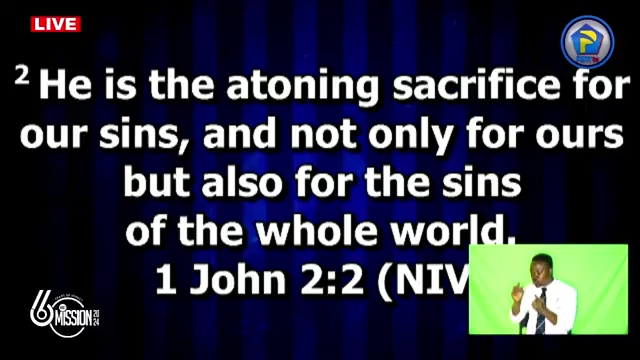 LIVE
2 He is the atoning sacrifice for
our sins, and not only for ours
but also for the sins
of the whole world.
1 John 2:2 (NIV
MISSION
2024